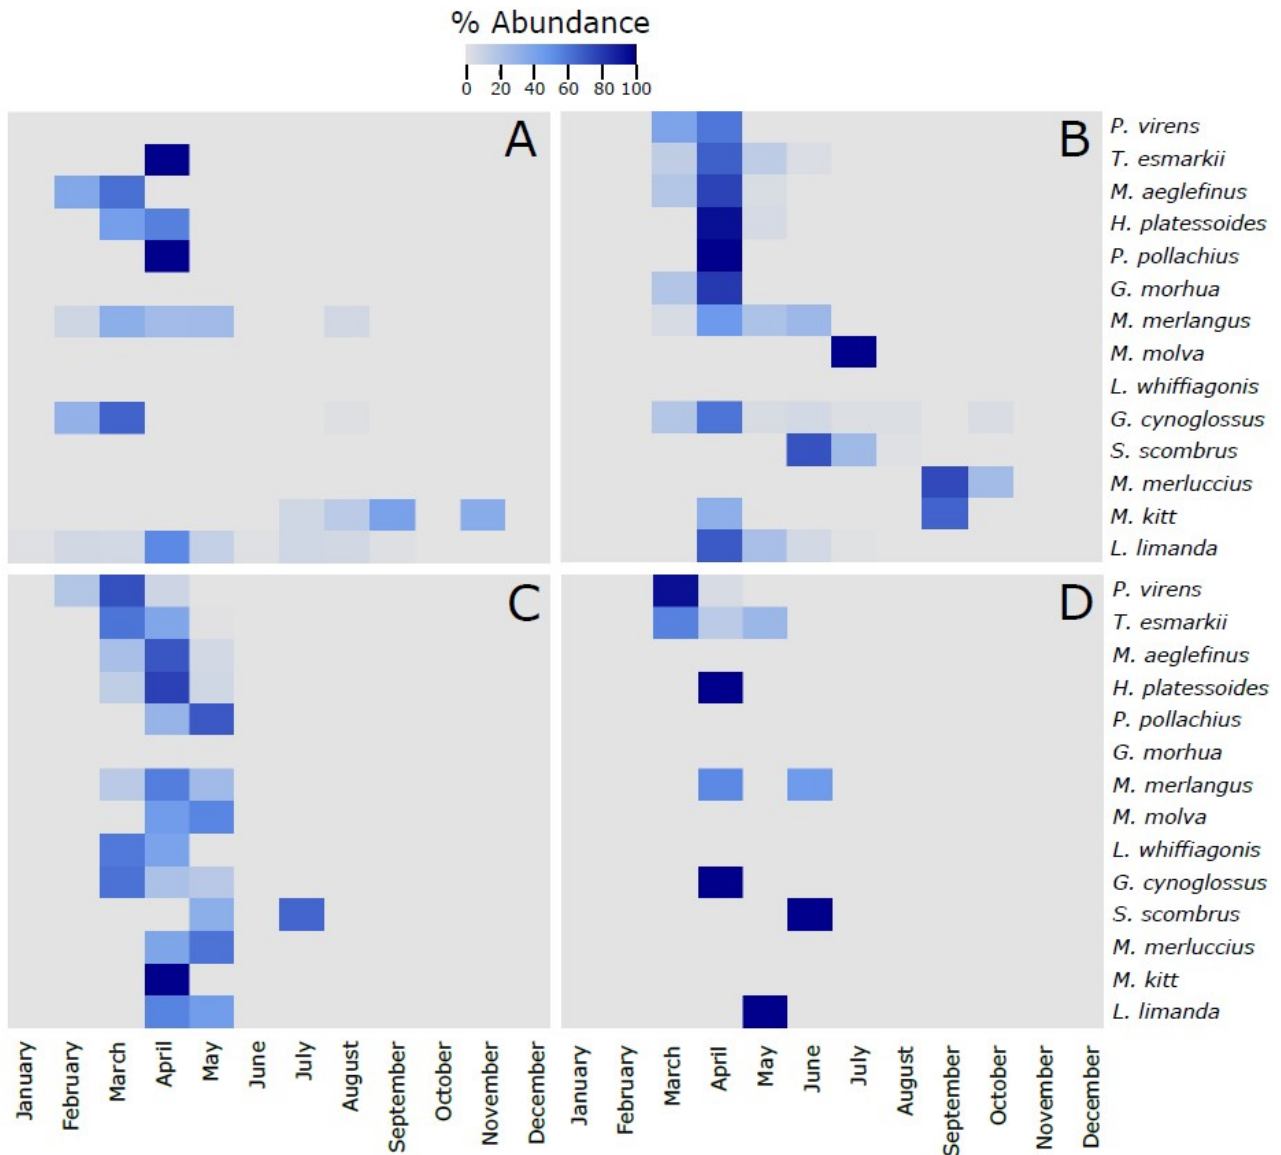 % Abundance
0 20 40 60 80 100
A
B
P. virens
T. esmarkii
M. aeglefinus
H. platessoides
P. pollachius
G. morhua
M. merlangus
M. molva
L. whiffiagonis
G. cynoglossus
S. scombrus
M. merluccius
M. kitt
L. limanda
C
D
P. virens
T. esmarkii
M. aeglefinus
H. platessoides
P. pollachius
G. morhua
M. merlangus
M. molva
L. whiffiagonis
G. cynoglossus
S. scombrus
M. merluccius
M. kitt
L. limanda
January
February
March
April
May
June
July
August
September
October
November
December
January
February
March
April
May
June
July
August
September
October
November
December